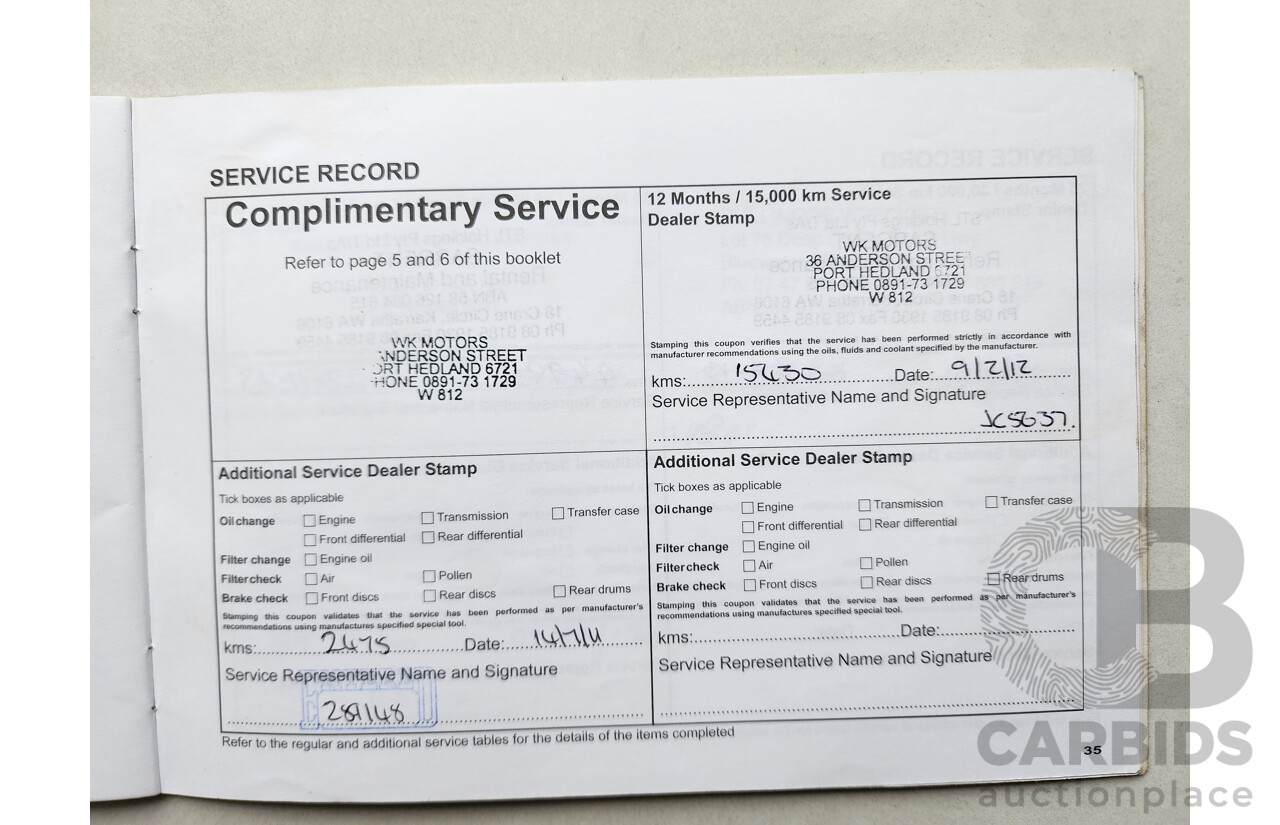 SERVICE RECORD
Complimentary Service
Refer to page 5 and 6 of this booklet
WK MOTORS
ANDERSON STREET
ORT HEDLAND 6721
HONE 0891-73 1729
W 812
12 Months / 15,000 km Service
Dealer Stamp
WK MOTORS
36 ANDERSON STREET
PORT HEDLAND 6721
PHONE 0891-73 1729
W 812
Stamping this coupon verifies that the service has been performed strictly in accordance with
manufacturer recommendations using the oils, fluids and coolant specified by the manufacturer.
kms: 15430 Date: 9/2/12
Service Representative Name and Signature
Additional Service Dealer Stamp
Tick boxes as applicable
Oil change Engine Transmission Transfer case
Front differential Rear differential
Filter change Engine oil
Filter check Air Pollen
Brake check Front discs Rear discs Rear drums
Stamping this coupon validates that the service has been performed as per manufacturer's
recommendations using manufactures specified special tool.
kms: 2475 Date: 14/7/11
Service Representative Name and Signature
Additional Service Dealer Stamp
Tick boxes as applicable
Oil change Engine Transmission Transfer case
Front differential Rear differential
Filter change Engine oil
Filter check Air Pollen
Brake check Front discs Rear discs Rear drums
Stamping this coupon validates that the service has been performed as per manufacturer's
recommendations using manufactures specified special tool.
kms: Date:
Service Representative Name and Signature
Refer to the regular and additional service tables for the details of the items completed
35
CARBIDS
auctionplace